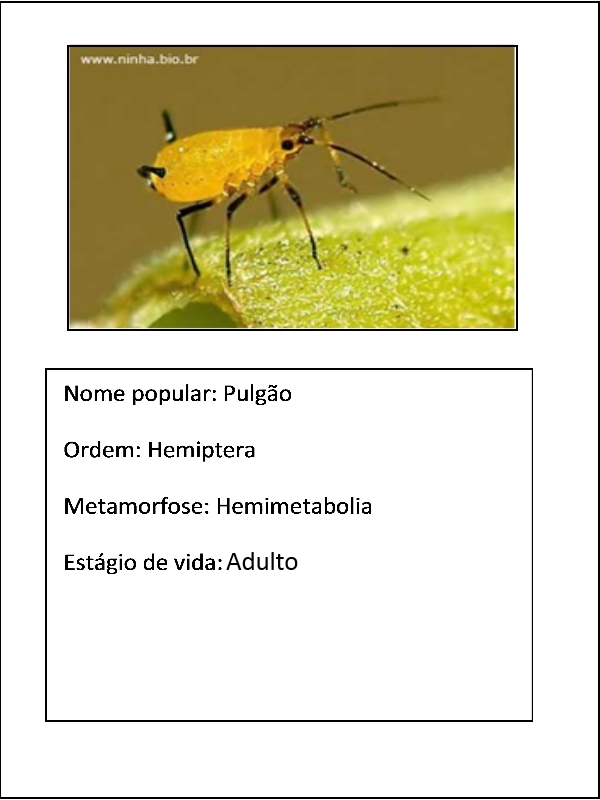 www.ninha.bio.br
Nome popular: Pulgão
Ordem: Hemiptera
Metamorfose: Hemimetabolia
Estágio de vida: Adulto